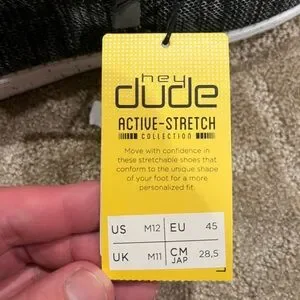 hey
dude
ACTIVE-STRETCH
COLLECTION
Move with confidence in
these stretchable shoes that
conform to the unique shape
of your foot for a more
personalized fit.
US M12 EU 45
UK M11 CM JAP 28,5